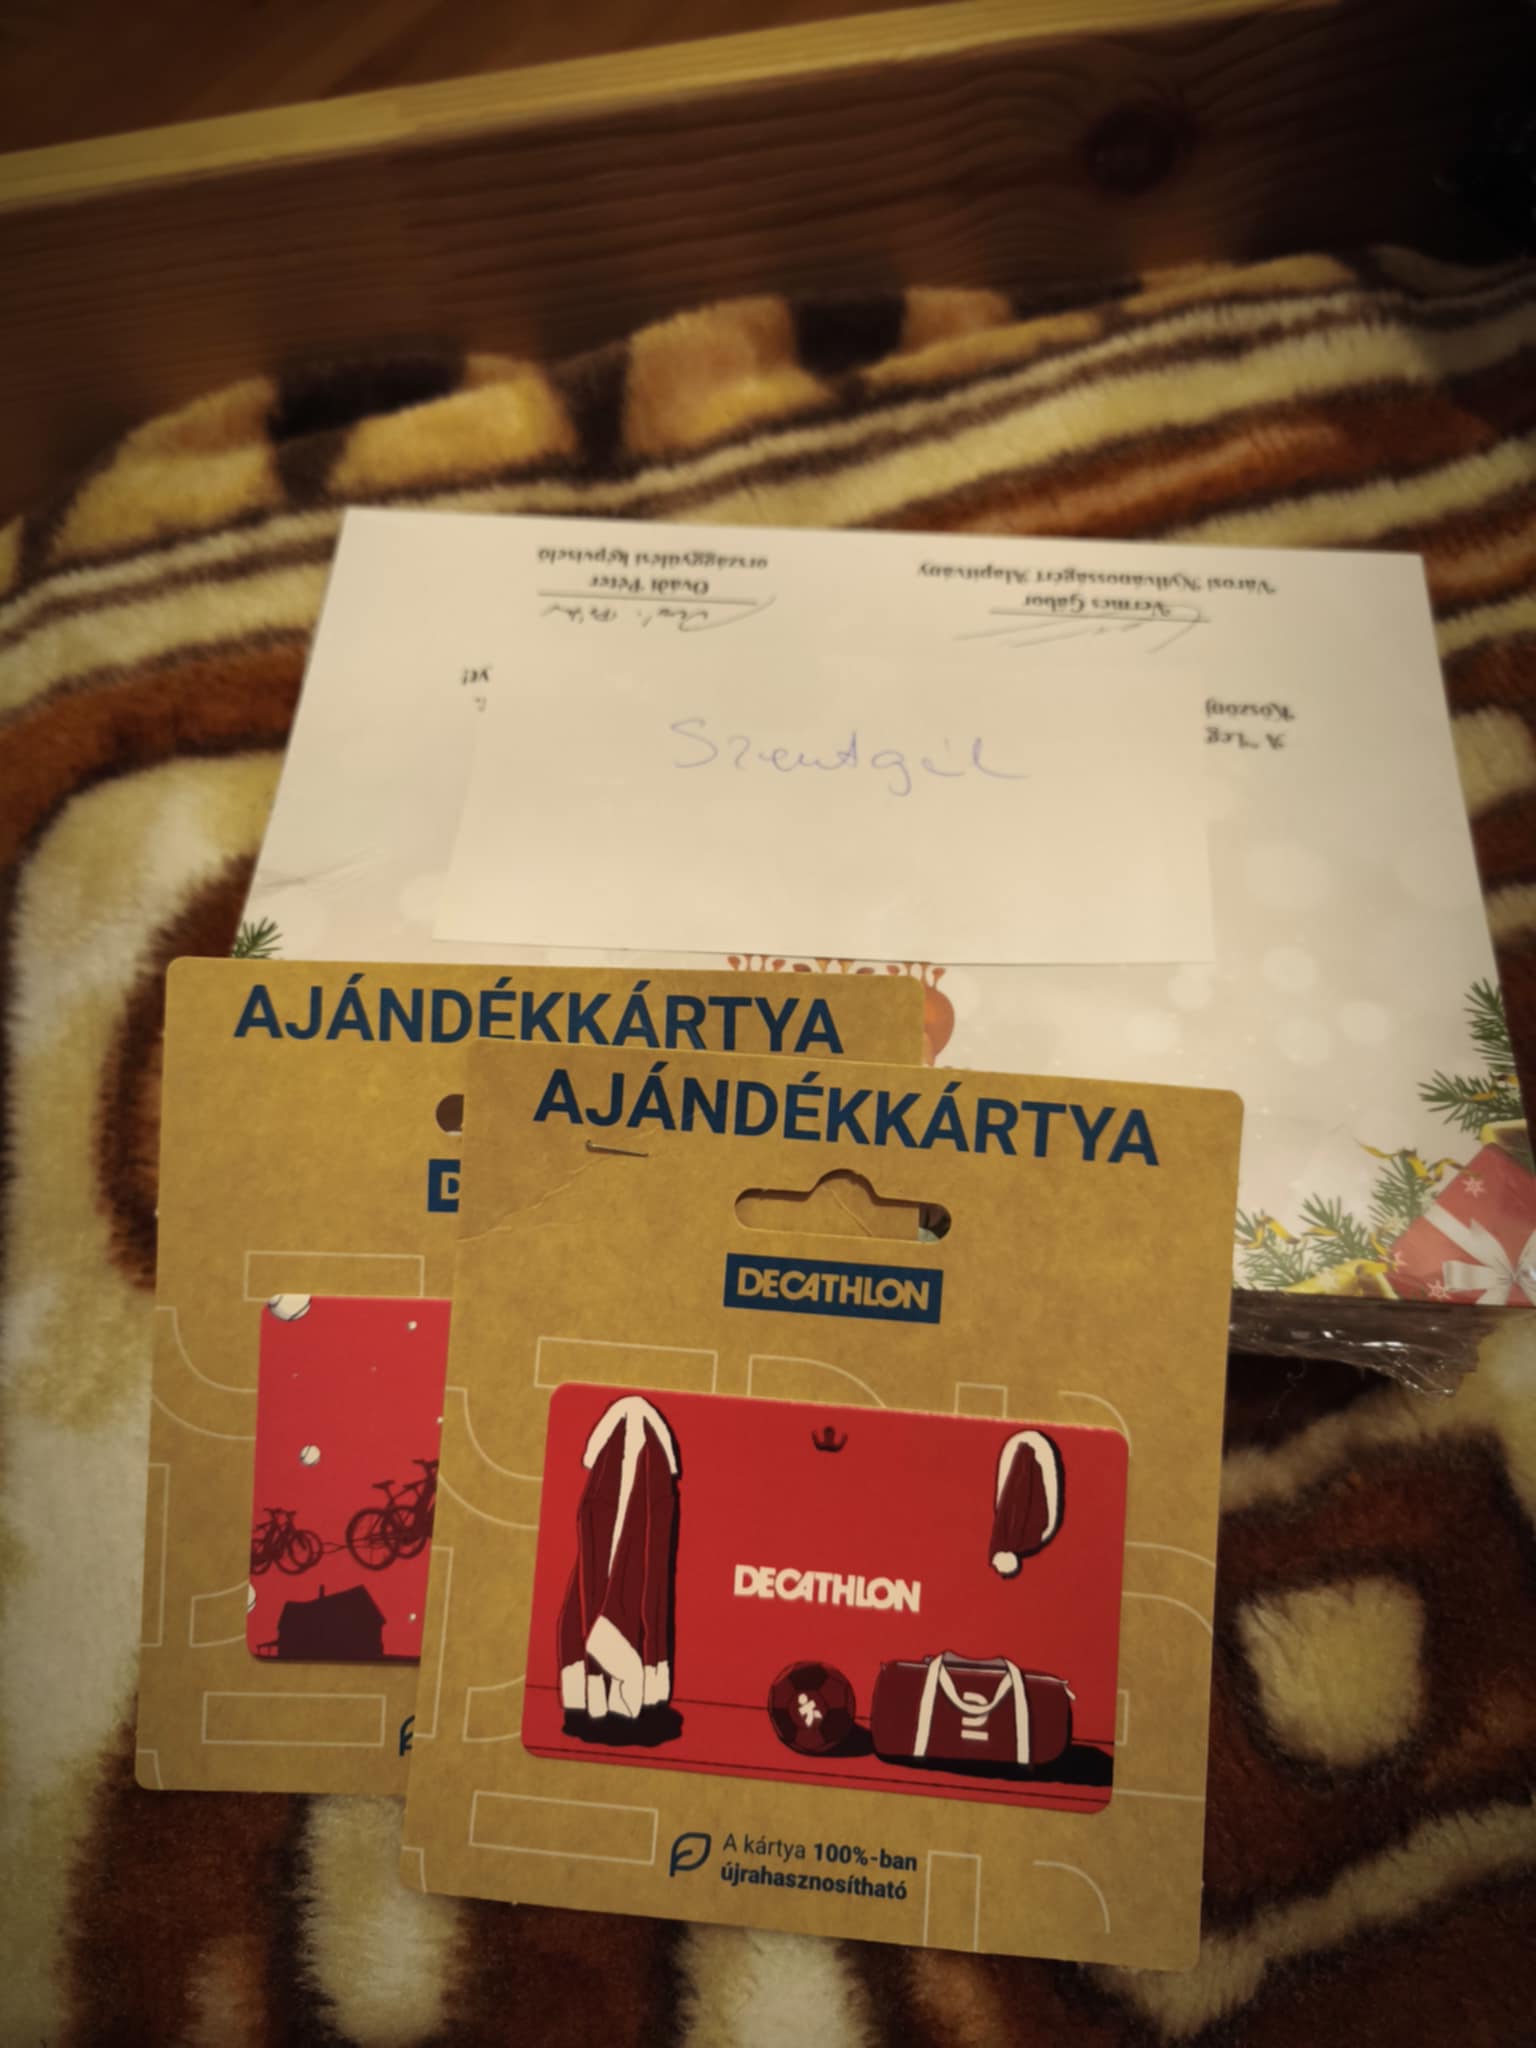 országgyűlési képviselő
Ovádi Péter
Városi Nyilvánosságért Alapítvány
Vermes Gábor
Szentgál
AJÁNDÉKKÁRTYA
AJÁNDÉKKÁRTYA
DECATHLON
DECATHLON
A kártya 100%-ban
újrahasznosítható